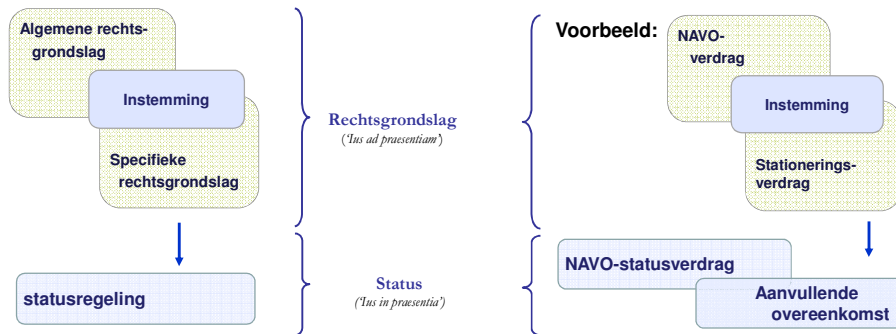 Algemene rechts-
grondslag
Instemming
Specifieke
rechtsgrondslag
statusregeling
Rechtsgrondslag
('Ius ad praesentiam')
Status
('Ius in praesentia')
Voorbeeld:
NAVO-
verdrag
Instemming
Stationerings-
verdrag
NAVO-statusverdrag
Aanvullende
overeenkomst